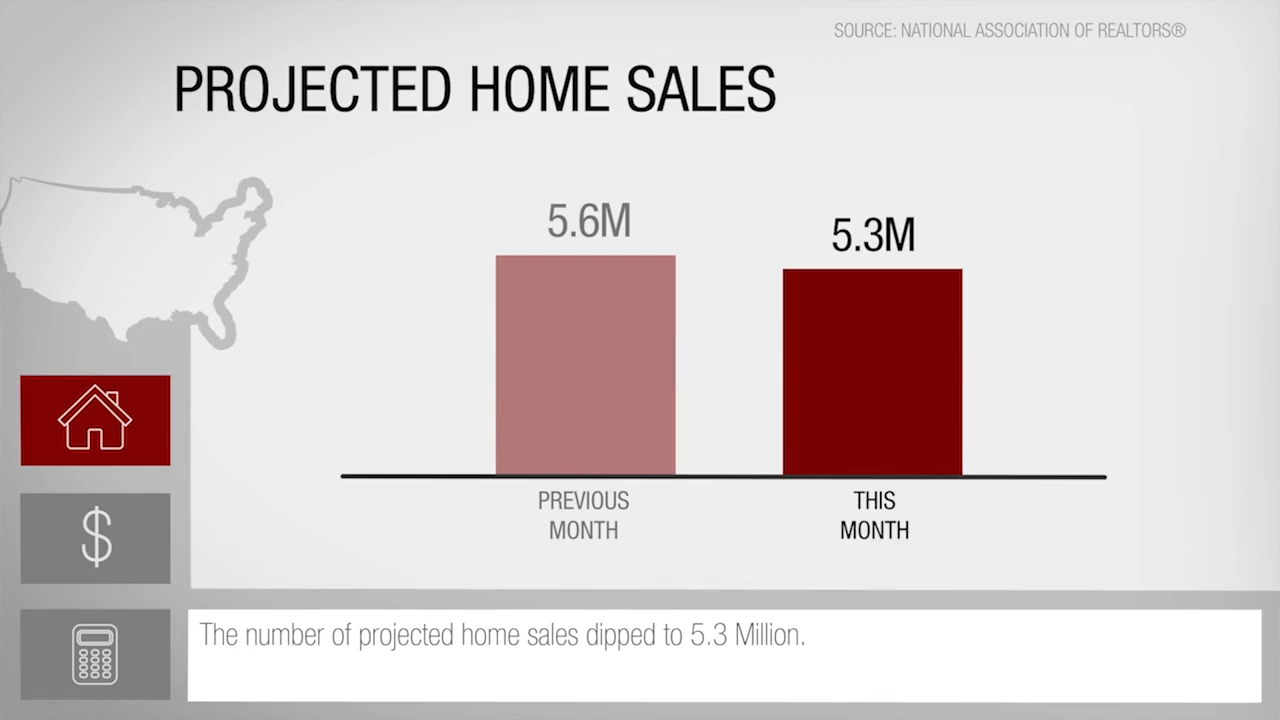 SOURCE: NATIONAL ASSOCIATION OF REALTORS®
PROJECTED HOME SALES
5.6M
5.3M
PREVIOUS
MONTH
THIS
MONTH
$
The number of projected home sales dipped to 5.3 Million.